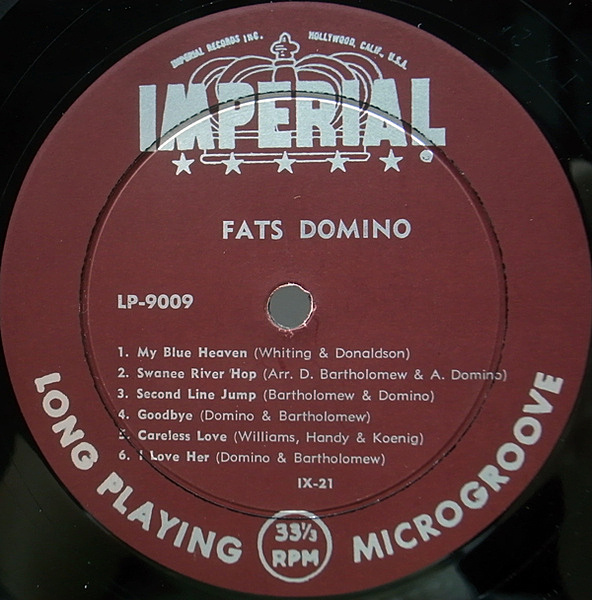 IMPERIAL RECORDS INC. HOLLYWOOD, CALIF. U.S.A.
IMPERIAL
FATS DOMINO
LP-9009
1. My Blue Heaven (Whiting & Donaldson)
2. Swanee River Hop (Arr. D. Bartholomew & A. Domino)
3. Second Line Jump (Bartholomew & Domino)
4. Goodbye (Domino & Bartholomew)
5. Careless Love (Williams, Handy & Koenig)
6. I Love Her (Domino & Bartholomew)
IX-21
LONG PLAYING 33⅓ RPM MICROGROOVE